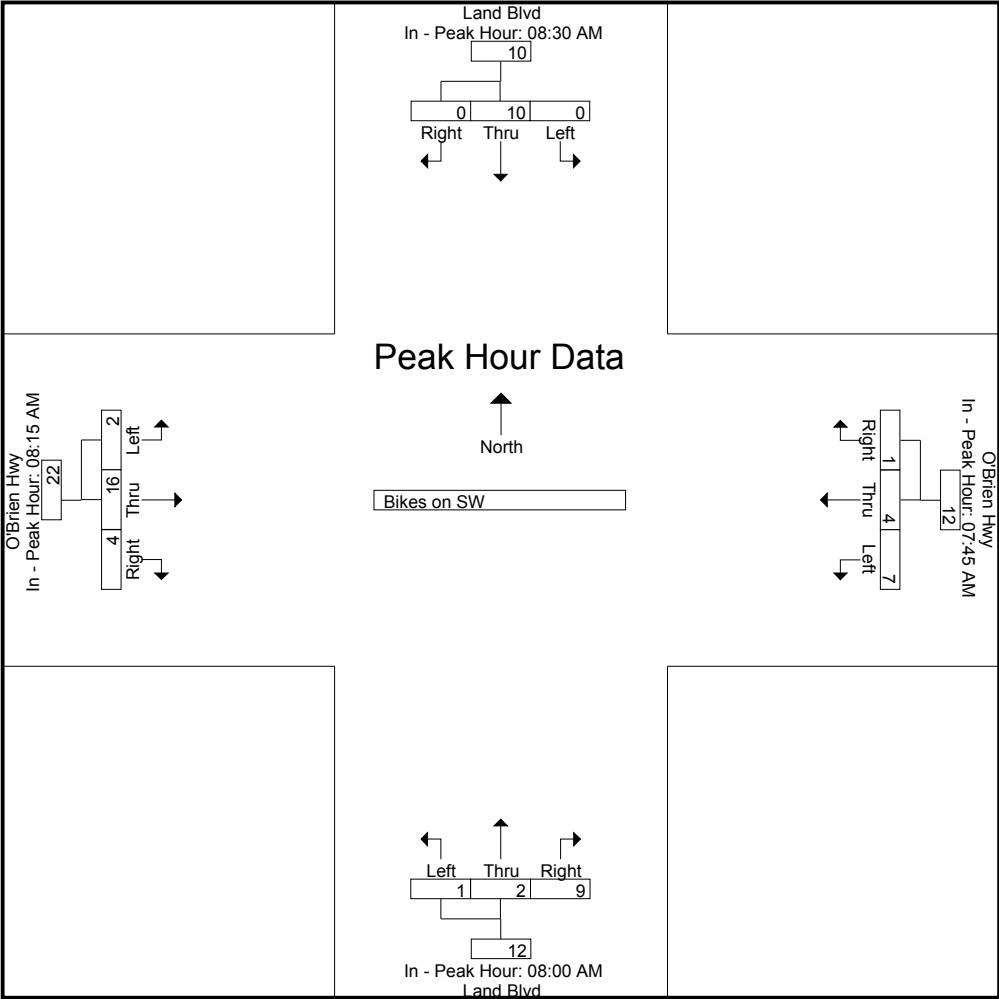 Land Blvd
In - Peak Hour: 08:30 AM
10
0 10 0
Right Thru Left
Peak Hour Data
North
Bikes on SW
O'Brien Hwy
In - Peak Hour: 08:15 AM
22
2 16 4
Left Thru Right
O'Brien Hwy
In - Peak Hour: 07:45 AM
12
1 4 7
Right Thru Left
Left Thru Right
1 2 9
12
In - Peak Hour: 08:00 AM
Land Blvd